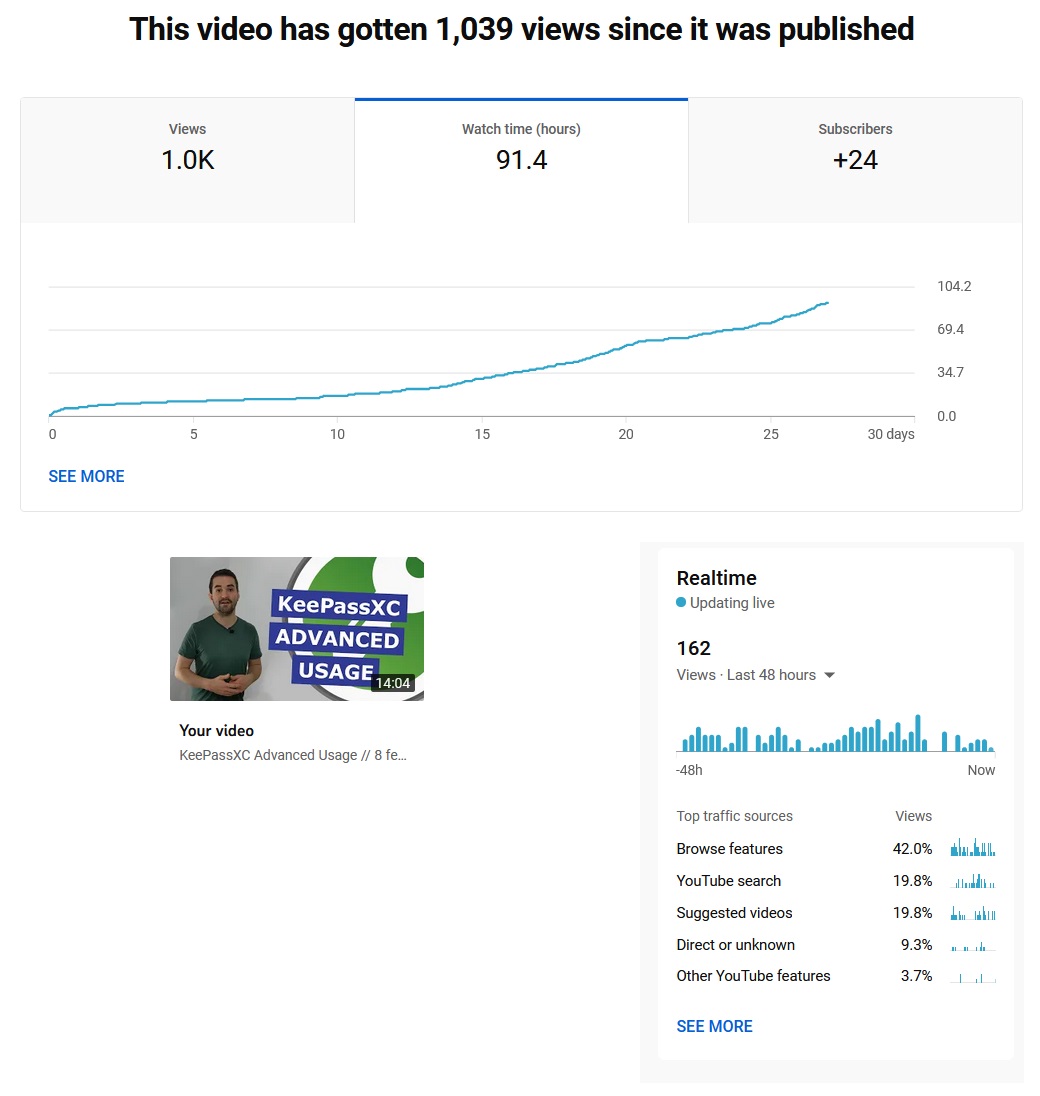 This video has gotten 1,039 views since it was published
Views
1.0K
Watch time (hours)
91.4
Subscribers
+24
104.2
69.4
34.7
0.0
0 5 10 15 20 25 30 days
SEE MORE
KeePassXC
ADVANCED
USAGE
14:04
Your video
KeePassXC Advanced Usage // 8 fe...
Realtime
Updating live
162
Views · Last 48 hours
-48h Now
Top traffic sources Views
Browse features 42.0%
YouTube search 19.8%
Suggested videos 19.8%
Direct or unknown 9.3%
Other YouTube features 3.7%
SEE MORE